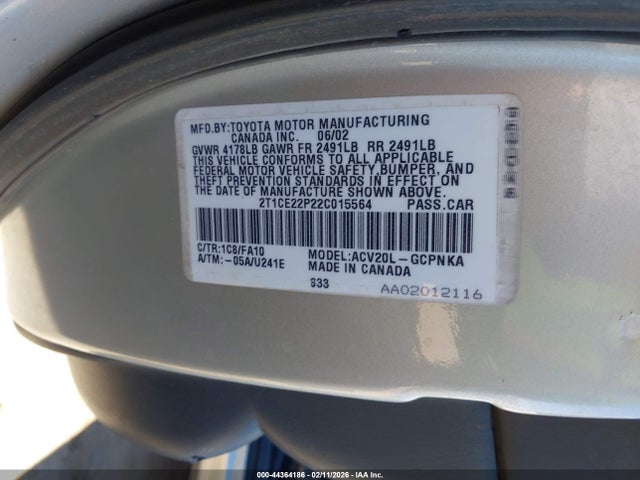 MFD.BY:TOYOTA MOTOR MANUFACTURING
CANADA INC. 06/02
GVWR 4178LB GAWR FR 2491LB RR 2491LB
THIS VEHICLE CONFORMS TO ALL APPLICABLE
FEDERAL MOTOR VEHICLE SAFETY,BUMPER, AND
THEFT PREVENTION STANDARDS IN EFFECT ON
THE DATE OF MANUFACTURE SHOWN ABOVE.
2T1CE22P22C015564 PASS.CAR
C/TR:1C8/FA10 MODEL:ACV20L-GCPNKA
A/TM:-05A/U241E MADE IN CANADA
633 AA02012116
000-44364186 - 02/11/2026 - IAA Inc.